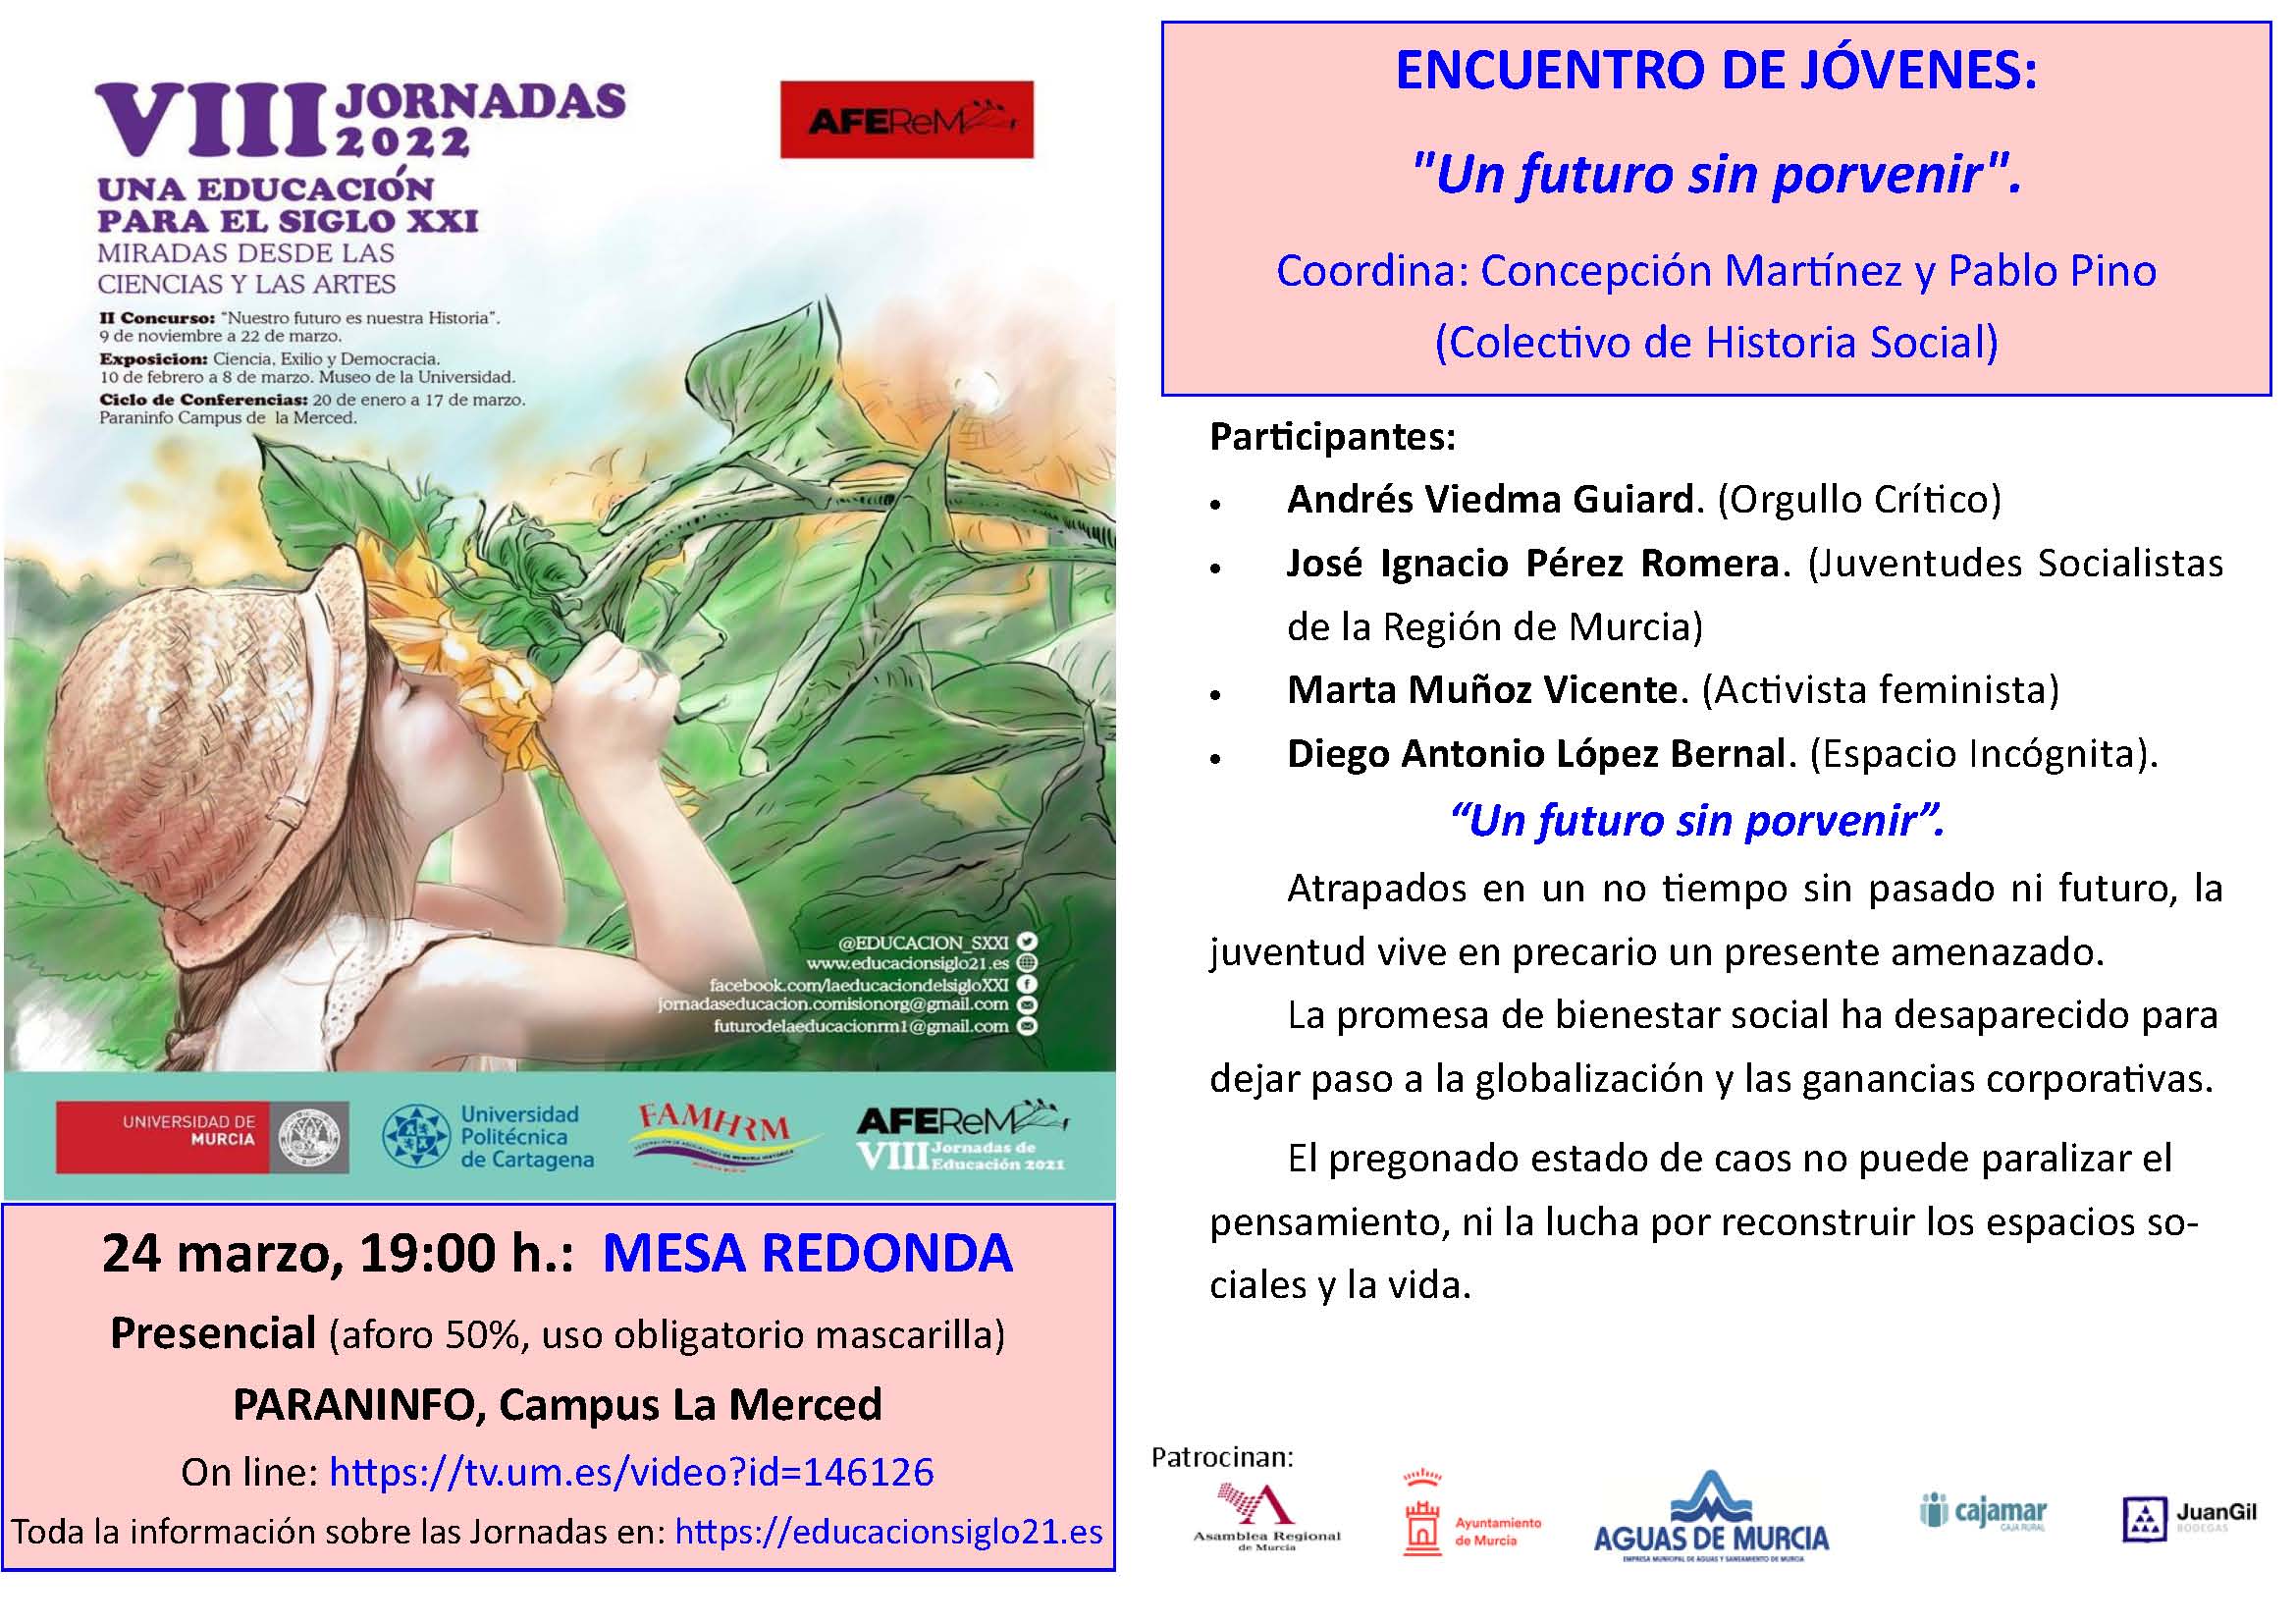 VIII JORNADAS
2022
UNA EDUCACIÓN
PARA EL SIGLO XXI
MIRADAS DESDE LAS
CIENCIAS Y LAS ARTES
II Concurso: "Nuestro futuro es nuestra Historia".
9 de noviembre a 22 de marzo.
Exposicion: Ciencia, Exilio y Democracia.
10 de febrero a 8 de marzo. Museo de la Universidad.
Ciclo de Conferencias: 20 de enero a 17 de marzo.
Paraninfo Campus de la Merced.
AFEReM
@EDUCACION_SXXI
www.educacionsiglo21.es
facebook.com/laeducaciondelsigloXXI
jornadaseducacion.comisionorg@gmail.com
futurodelaeducacionrm1@gmail.com
UNIVERSIDAD DE
MURCIA
Universidad
Politécnica
de Cartagena
FAMHRM
AFEReM
VIII Jornadas de
Educación 2021
24 marzo, 19:00 h.: MESA REDONDA
Presencial (aforo 50%, uso obligatorio mascarilla)
PARANINFO, Campus La Merced
On line: https://tv.um.es/video?id=146126
Toda la información sobre las Jornadas en: https://educacionsiglo21.es
ENCUENTRO DE JÓVENES:
"Un futuro sin porvenir".
Coordina: Concepción Martínez y Pablo Pino
(Colectivo de Historia Social)
Participantes:
• Andrés Viedma Guiard. (Orgullo Crítico)
• José Ignacio Pérez Romera. (Juventudes Socialistas
de la Región de Murcia)
• Marta Muñoz Vicente. (Activista feminista)
• Diego Antonio López Bernal. (Espacio Incógnita).
“Un futuro sin porvenir”.
Atrapados en un no tiempo sin pasado ni futuro, la
juventud vive en precario un presente amenazado.
La promesa de bienestar social ha desaparecido para
dejar paso a la globalización y las ganancias corporativas.
El pregonado estado de caos no puede paralizar el
pensamiento, ni la lucha por reconstruir los espacios so-
ciales y la vida.
Patrocinan:
Asamblea Regional
de Murcia
Ayuntamiento
de Murcia
AGUAS DE MURCIA
EMPRESA MUNICIPAL DE AGUAS Y SANEAMIENTO DE MURCIA
cajamar
CAJA RURAL
JuanGil
BODEGAS